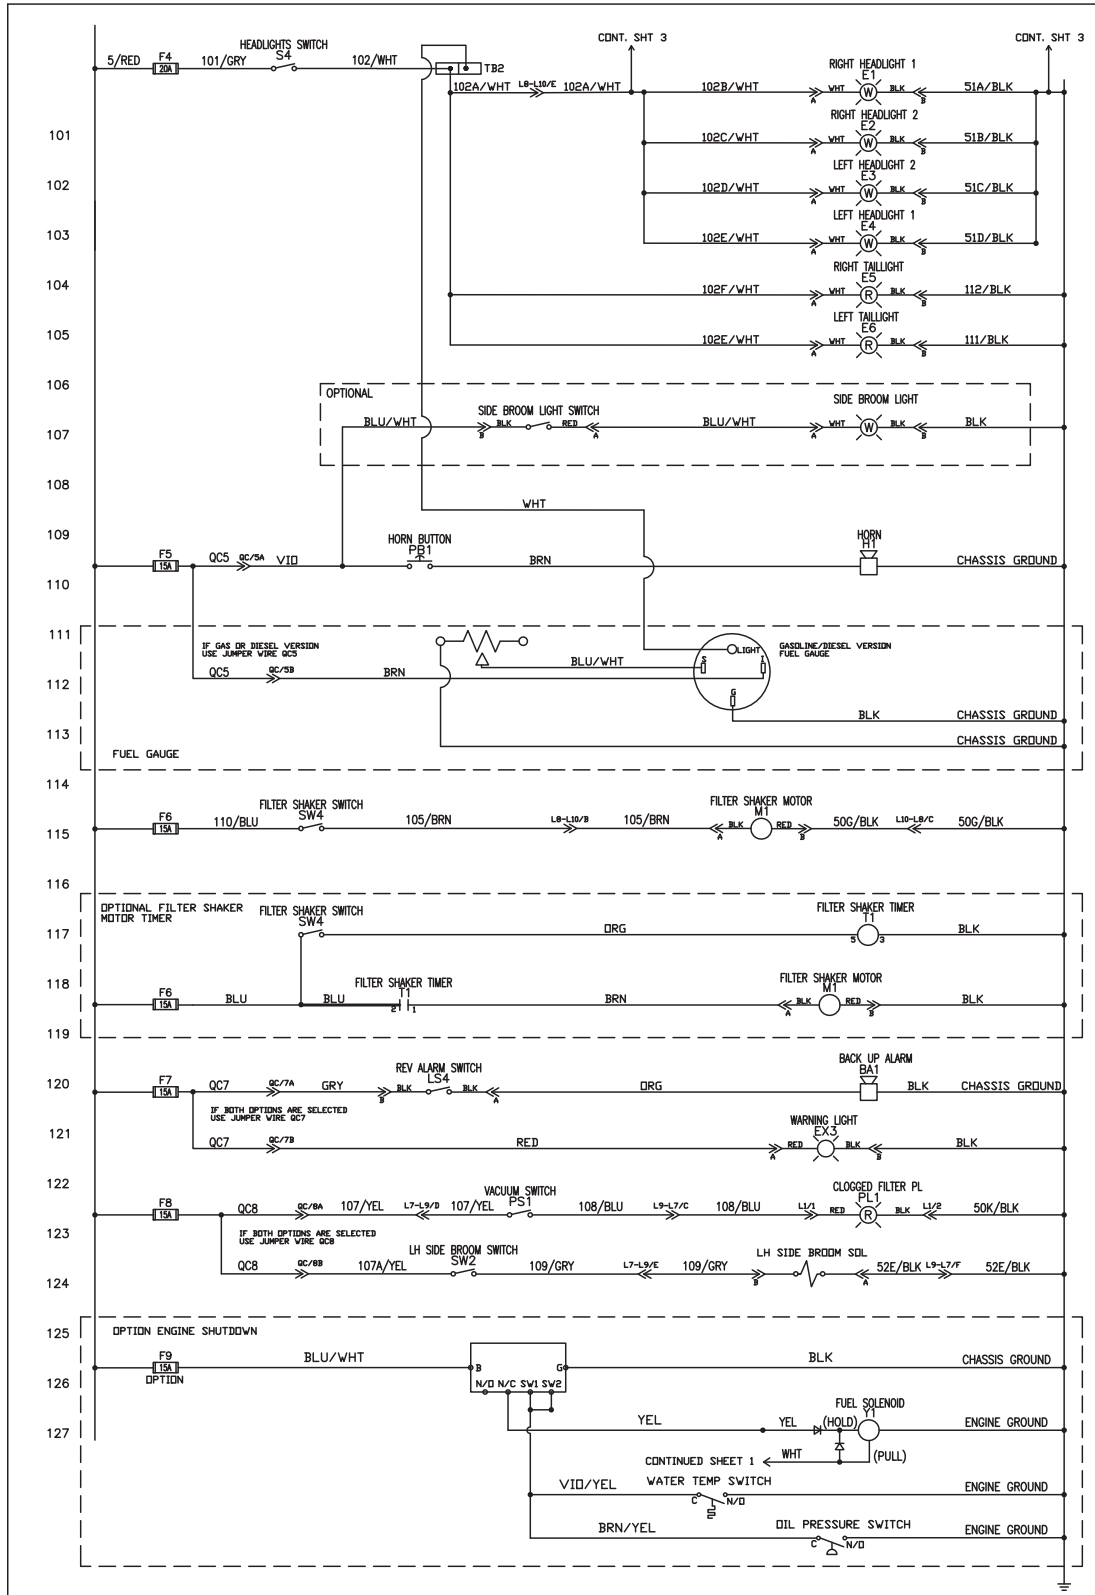 CONT. SHT 3
CONT. SHT 3
HEADLIGHTS SWITCH
S4
5/RED
F4
20A
101/GRY
102/WHT
TB2
102A/WHT
L8-L10/E
102A/WHT
RIGHT HEADLIGHT 1
E1
102B/WHT
A
WHT
W
BLK
B
51A/BLK
101
RIGHT HEADLIGHT 2
E2
102C/WHT
A
WHT
W
BLK
B
51B/BLK
102
LEFT HEADLIGHT 2
E3
102D/WHT
A
WHT
W
BLK
B
51C/BLK
103
LEFT HEADLIGHT 1
E4
102E/WHT
A
WHT
W
BLK
B
51D/BLK
104
RIGHT TAILLIGHT
E5
102F/WHT
A
WHT
R
BLK
B
112/BLK
105
LEFT TAILLIGHT
E6
102E/WHT
A
WHT
R
BLK
B
111/BLK
106
OPTIONAL
107
BLU/WHT
SIDE BROOM LIGHT SWITCH
B
BLK
RED
A
BLU/WHT
SIDE BROOM LIGHT
A
WHT
W
BLK
B
BLK
108
WHT
109
F5
15A
QC5
QC/5A
VIO
HORN BUTTON
PB1
BRN
HORN
H1
CHASSIS GROUND
110
111
IF GAS OR DIESEL VERSION
USE JUMPER WIRE QC5
QC5
QC/5B
BRN
BLU/WHT
S
LIGHT
I
G
GASOLINE/DIESEL VERSION
FUEL GAUGE
112
BLK
CHASSIS GROUND
113
CHASSIS GROUND
FUEL GAUGE
114
F6
15A
110/BLU
FILTER SHAKER SWITCH
SW4
105/BRN
L8-L10/B
105/BRN
FILTER SHAKER MOTOR
M1
A
BLK
RED
B
50G/BLK
L10-L8/C
50G/BLK
115
116
OPTIONAL FILTER SHAKER
MOTOR TIMER
FILTER SHAKER SWITCH
SW4
ORG
FILTER SHAKER TIMER
T1
5
3
BLK
117
118
F6
15A
BLU
BLU
FILTER SHAKER TIMER
T1
2
1
BRN
FILTER SHAKER MOTOR
M1
A
BLK
RED
B
BLK
119
120
F7
15A
QC7
QC/7A
GRY
REV ALARM SWITCH
LS4
B
BLK
BLK
A
ORG
BACK UP ALARM
BA1
BLK
CHASSIS GROUND
IF BOTH OPTIONS ARE SELECTED
USE JUMPER WIRE QC7
121
QC7
QC/7B
RED
WARNING LIGHT
EX3
A
RED
BLK
B
BLK
122
F8
15A
QC8
QC/8A
107/YEL
L7-L9/D
107/YEL
VACUUM SWITCH
PS1
108/BLU
L9-L7/C
108/BLU
L1/1
CLOGGED FILTER PL
PL1
RED
R
BLK
L1/2
50K/BLK
123
IF BOTH OPTIONS ARE SELECTED
USE JUMPER WIRE QC8
124
QC8
QC/8B
107A/YEL
LH SIDE BROOM SWITCH
SW2
109/GRY
L7-L9/E
109/GRY
B
LH SIDE BROOM SOL
A
52E/BLK
L9-L7/F
52E/BLK
125
OPTION ENGINE SHUTDOWN
F9
15A
OPTION
BLU/WHT
B
G
N/O N/C SW1 SW2
BLK
CHASSIS GROUND
126
127
YEL
YEL
(HOLD)
FUEL SOLENOID
Y1
ENGINE GROUND
CONTINUED SHEET 1
WHT
(PULL)
VIO/YEL
WATER TEMP SWITCH
C
N/O
ENGINE GROUND
BRN/YEL
OIL PRESSURE SWITCH
C
N/O
ENGINE GROUND